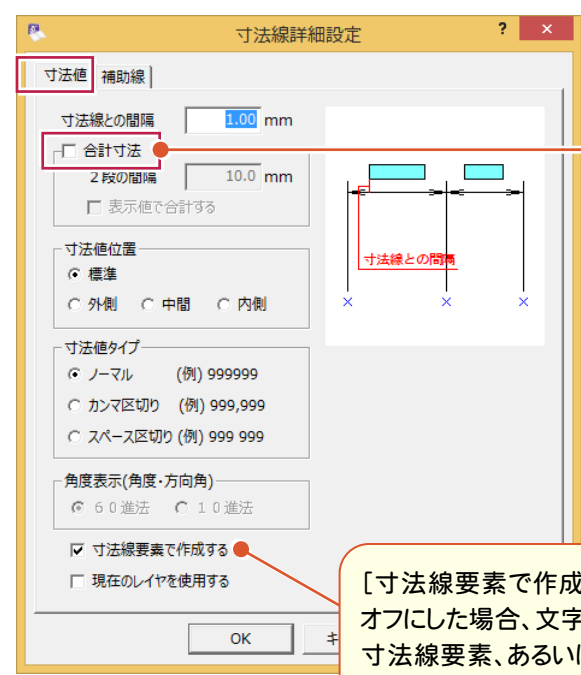 寸法線詳細設定 ? ×
寸法値 補助線
寸法線との間隔 1.00 mm
合計寸法
2段の間隔 10.0 mm
表示値で合計する
寸法値位置
標準
外側 中間 内側
寸法値タイプ
ノーマル (例) 999999
カンマ区切り (例) 999,999
スペース区切り (例) 999 999
角度表示(角度・方向角)
60進法 10進法
寸法線要素で作成する
現在のレイヤを使用する
OK キ
寸法線との間隔
[寸法線要素で作成
オフにした場合、文字
寸法線要素、あるい